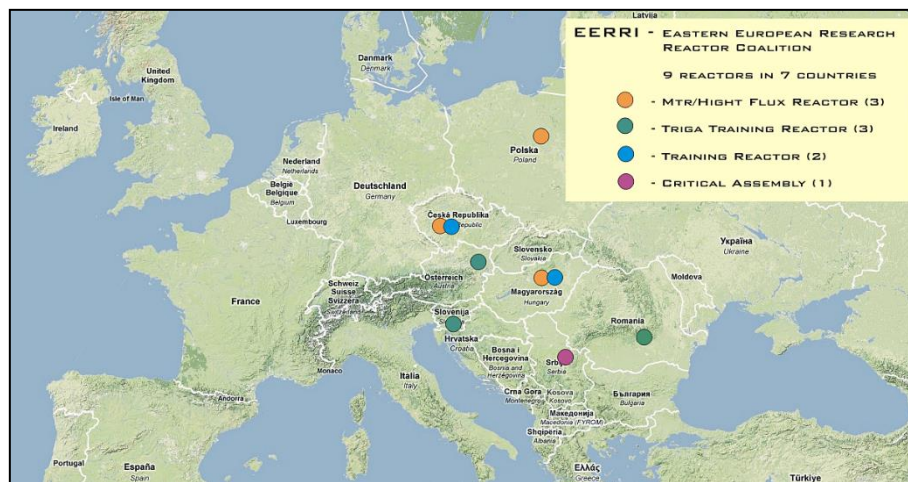 EERRI - Eastern European Research
Reactor Coalition
9 reactors in 7 countries
- Mtr/Hight Flux Reactor (3)
- Triga Training Reactor (3)
- Training Reactor (2)
- Critical Assembly (1)
Latvija
Latvia
Danmark
Denmark
United
Kingdom
Isle of Man
Ireland
Polska
Poland
Nederland
Netherlands
België
Belgique
Belgium
Deutschland
Germany
Luxembourg
Česká Republika
Republic
Slovensko
Slovakia
Україна
Ukraine
Österreich
Austria
Moldova
Magyarország
Hungary
Schweiz
Suisse
Svizzera
Switzerland
France
Slovenija
Hrvatska
Croatia
Romania
Bosna i
Hercegovina
Bosnia and
Herzegovina
Monaco
Italia
Italy
Serbia
Crna Gora
Montenegro
Kosova
Kosovo
България
Bulgaria
Andorra
Македонија
Macedonia (FYROM)
Shqipëria
Albania
Portugal
España
Spain
Ελλάς
Greece
Türkiye
Turkey